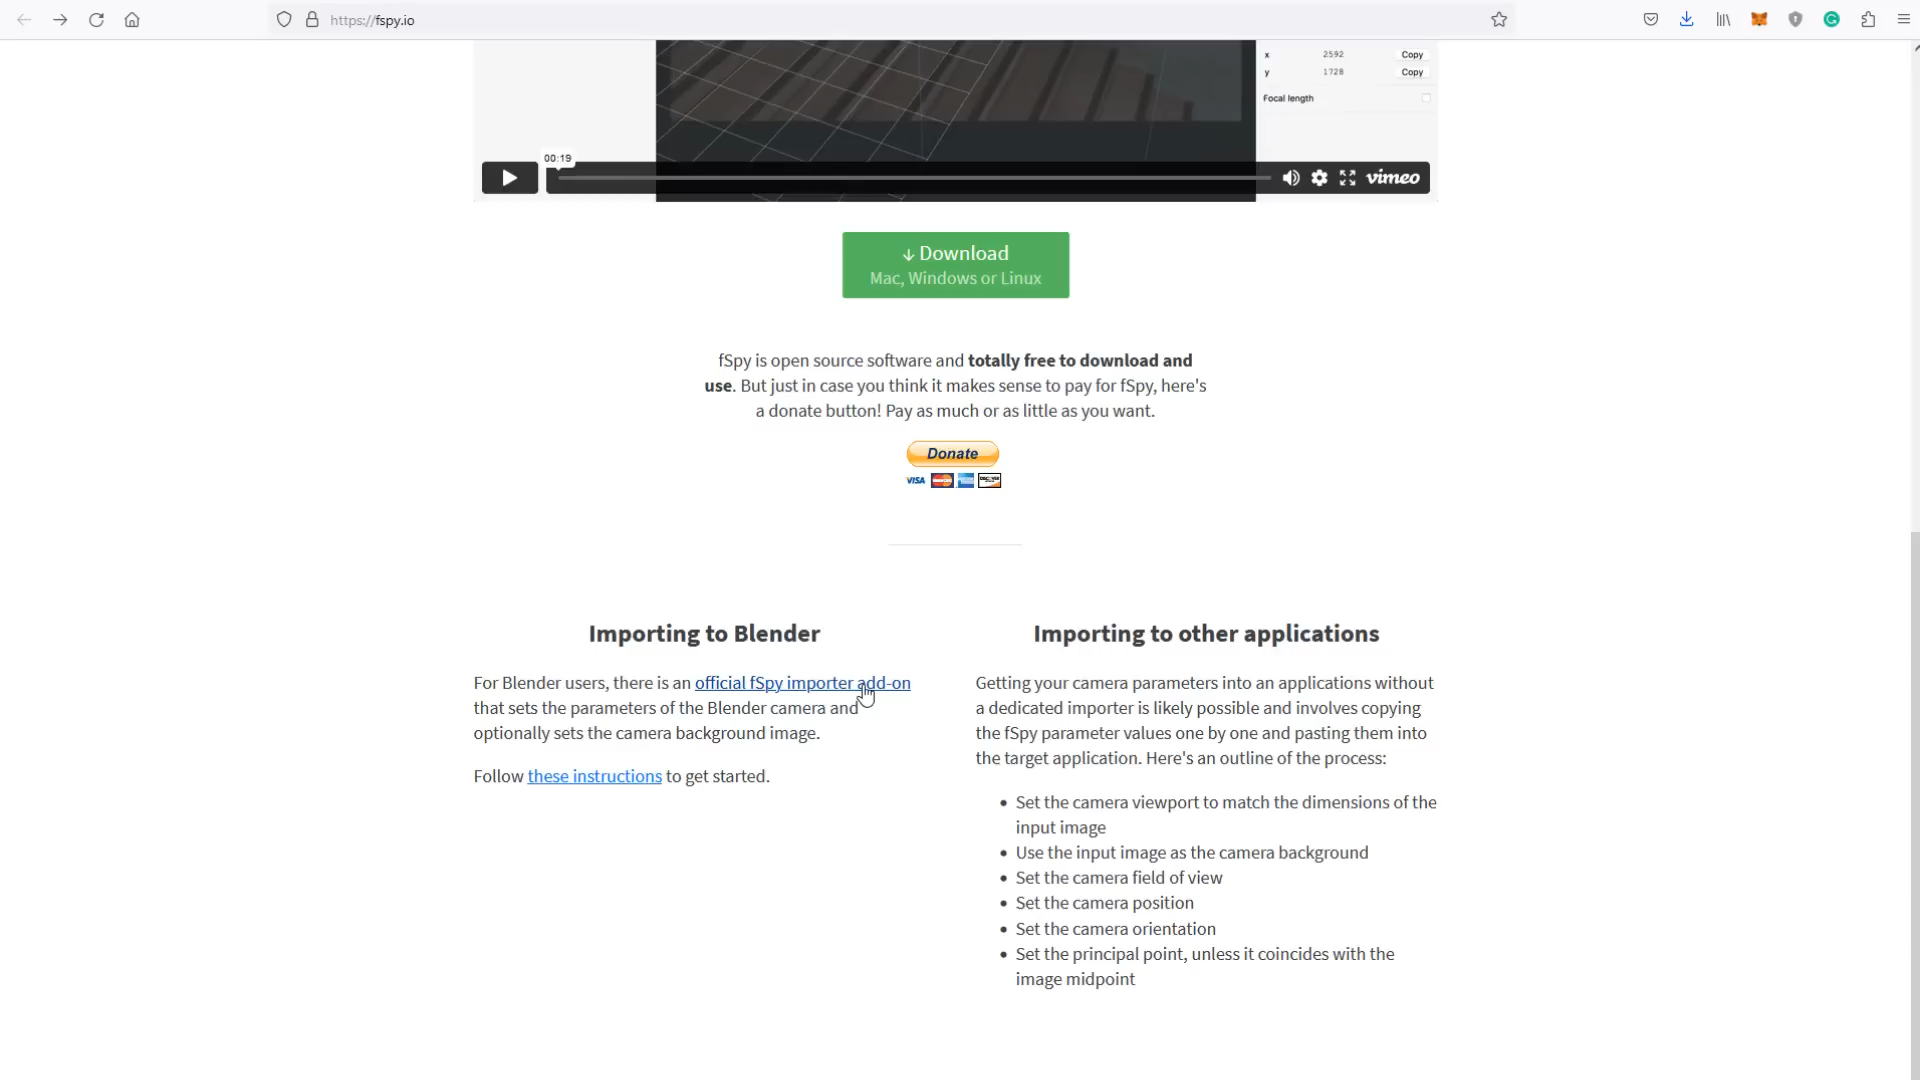 https://fspy.io
x 2592 Copy
y 1728 Copy
Focal length
00:19
vimeo
Download
Mac, Windows or Linux
fSpy is open source software and totally free to download and
use. But just in case you think it makes sense to pay for fSpy, here's
a donate button! Pay as much or as little as you want.
Donate
VISA
Importing to Blender
For Blender users, there is an official fSpy importer add-on
that sets the parameters of the Blender camera and
optionally sets the camera background image.
Follow these instructions to get started.
Importing to other applications
Getting your camera parameters into an applications without
a dedicated importer is likely possible and involves copying
the fSpy parameter values one by one and pasting them into
the target application. Here's an outline of the process:
• Set the camera viewport to match the dimensions of the
input image
• Use the input image as the camera background
• Set the camera field of view
• Set the camera position
• Set the camera orientation
• Set the principal point, unless it coincides with the
image midpoint